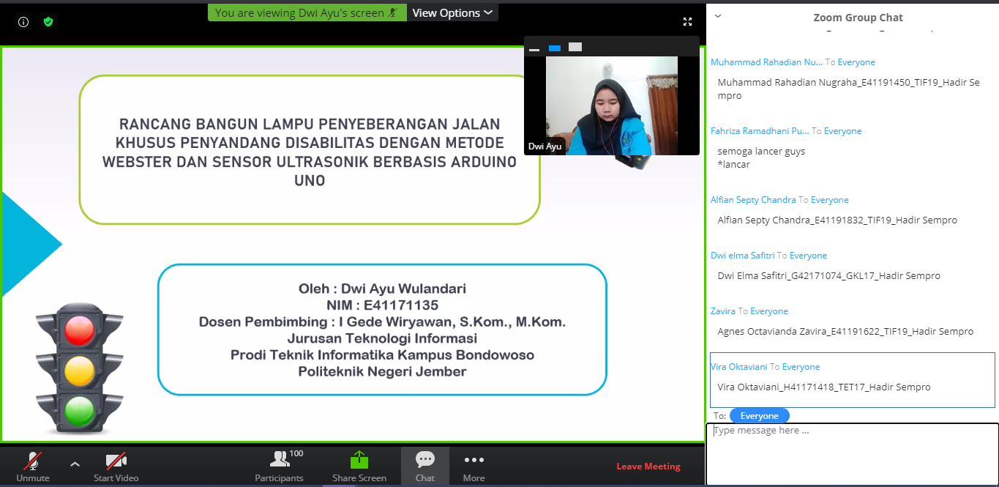 You are viewing Dwi Ayu's screen
View Options
RANCANG BANGUN LAMPU PENYEBERANGAN JALAN
KHUSUS PENYANDANG DISABILITAS DENGAN METODE
WEBSTER DAN SENSOR ULTRASONIK BERBASIS ARDUINO
UNO
Dwi Ayu
Oleh : Dwi Ayu Wulandari
NIM : E41171135
Dosen Pembimbing : I Gede Wiryawan, S.Kom., M.Kom.
Jurusan Teknologi Informasi
Prodi Teknik Informatika Kampus Bondowoso
Politeknik Negeri Jember
Unmute
Start Video
100
Participants
Share Screen
Chat
More
Leave Meeting
Zoom Group Chat
Muhammad Rahadian Nu... To Everyone
Muhammad Rahadian Nugraha_E41191450_TIF19_Hadir Se
mpro
Fahriza Ramadhani Pu... To Everyone
semoga lancer guys
*lancar
Alfian Septy Chandra To Everyone
Alfian Septy Chandra_E41191832_TIF19_Hadir Sempro
Dwi elma Safitri To Everyone
Dwi Elma Safitri_G42171074_GKL17_Hadir Sempro
Zavira To Everyone
Agnes Octavianda Zavira_E41191622_TIF19_Hadir Sempro
Vira Oktaviani To Everyone
Vira Oktaviani_H41171418_TET17_Hadir Sempro
To: Everyone
Type message here ...